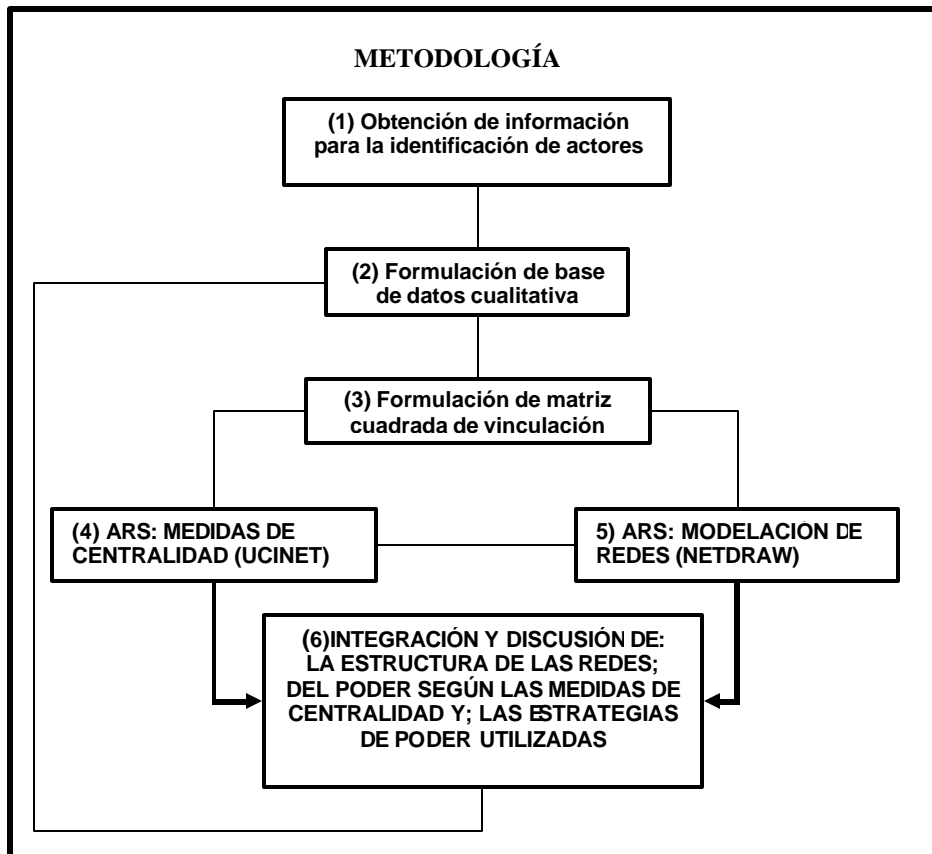 METODOLOGÍA
(1) Obtención de información
para la identificación de actores
(2) Formulación de base
de datos cualitativa
(3) Formulación de matriz
cuadrada de vinculación
(4) ARS: MEDIDAS DE
CENTRALIDAD (UCINET)
5) ARS: MODELACIÓN DE
REDES (NETDRAW)
(6)INTEGRACIÓN Y DISCUSIÓN DE:
LA ESTRUCTURA DE LAS REDES;
DEL PODER SEGÚN LAS MEDIDAS DE
CENTRALIDAD Y; LAS ESTRATEGIAS
DE PODER UTILIZADAS